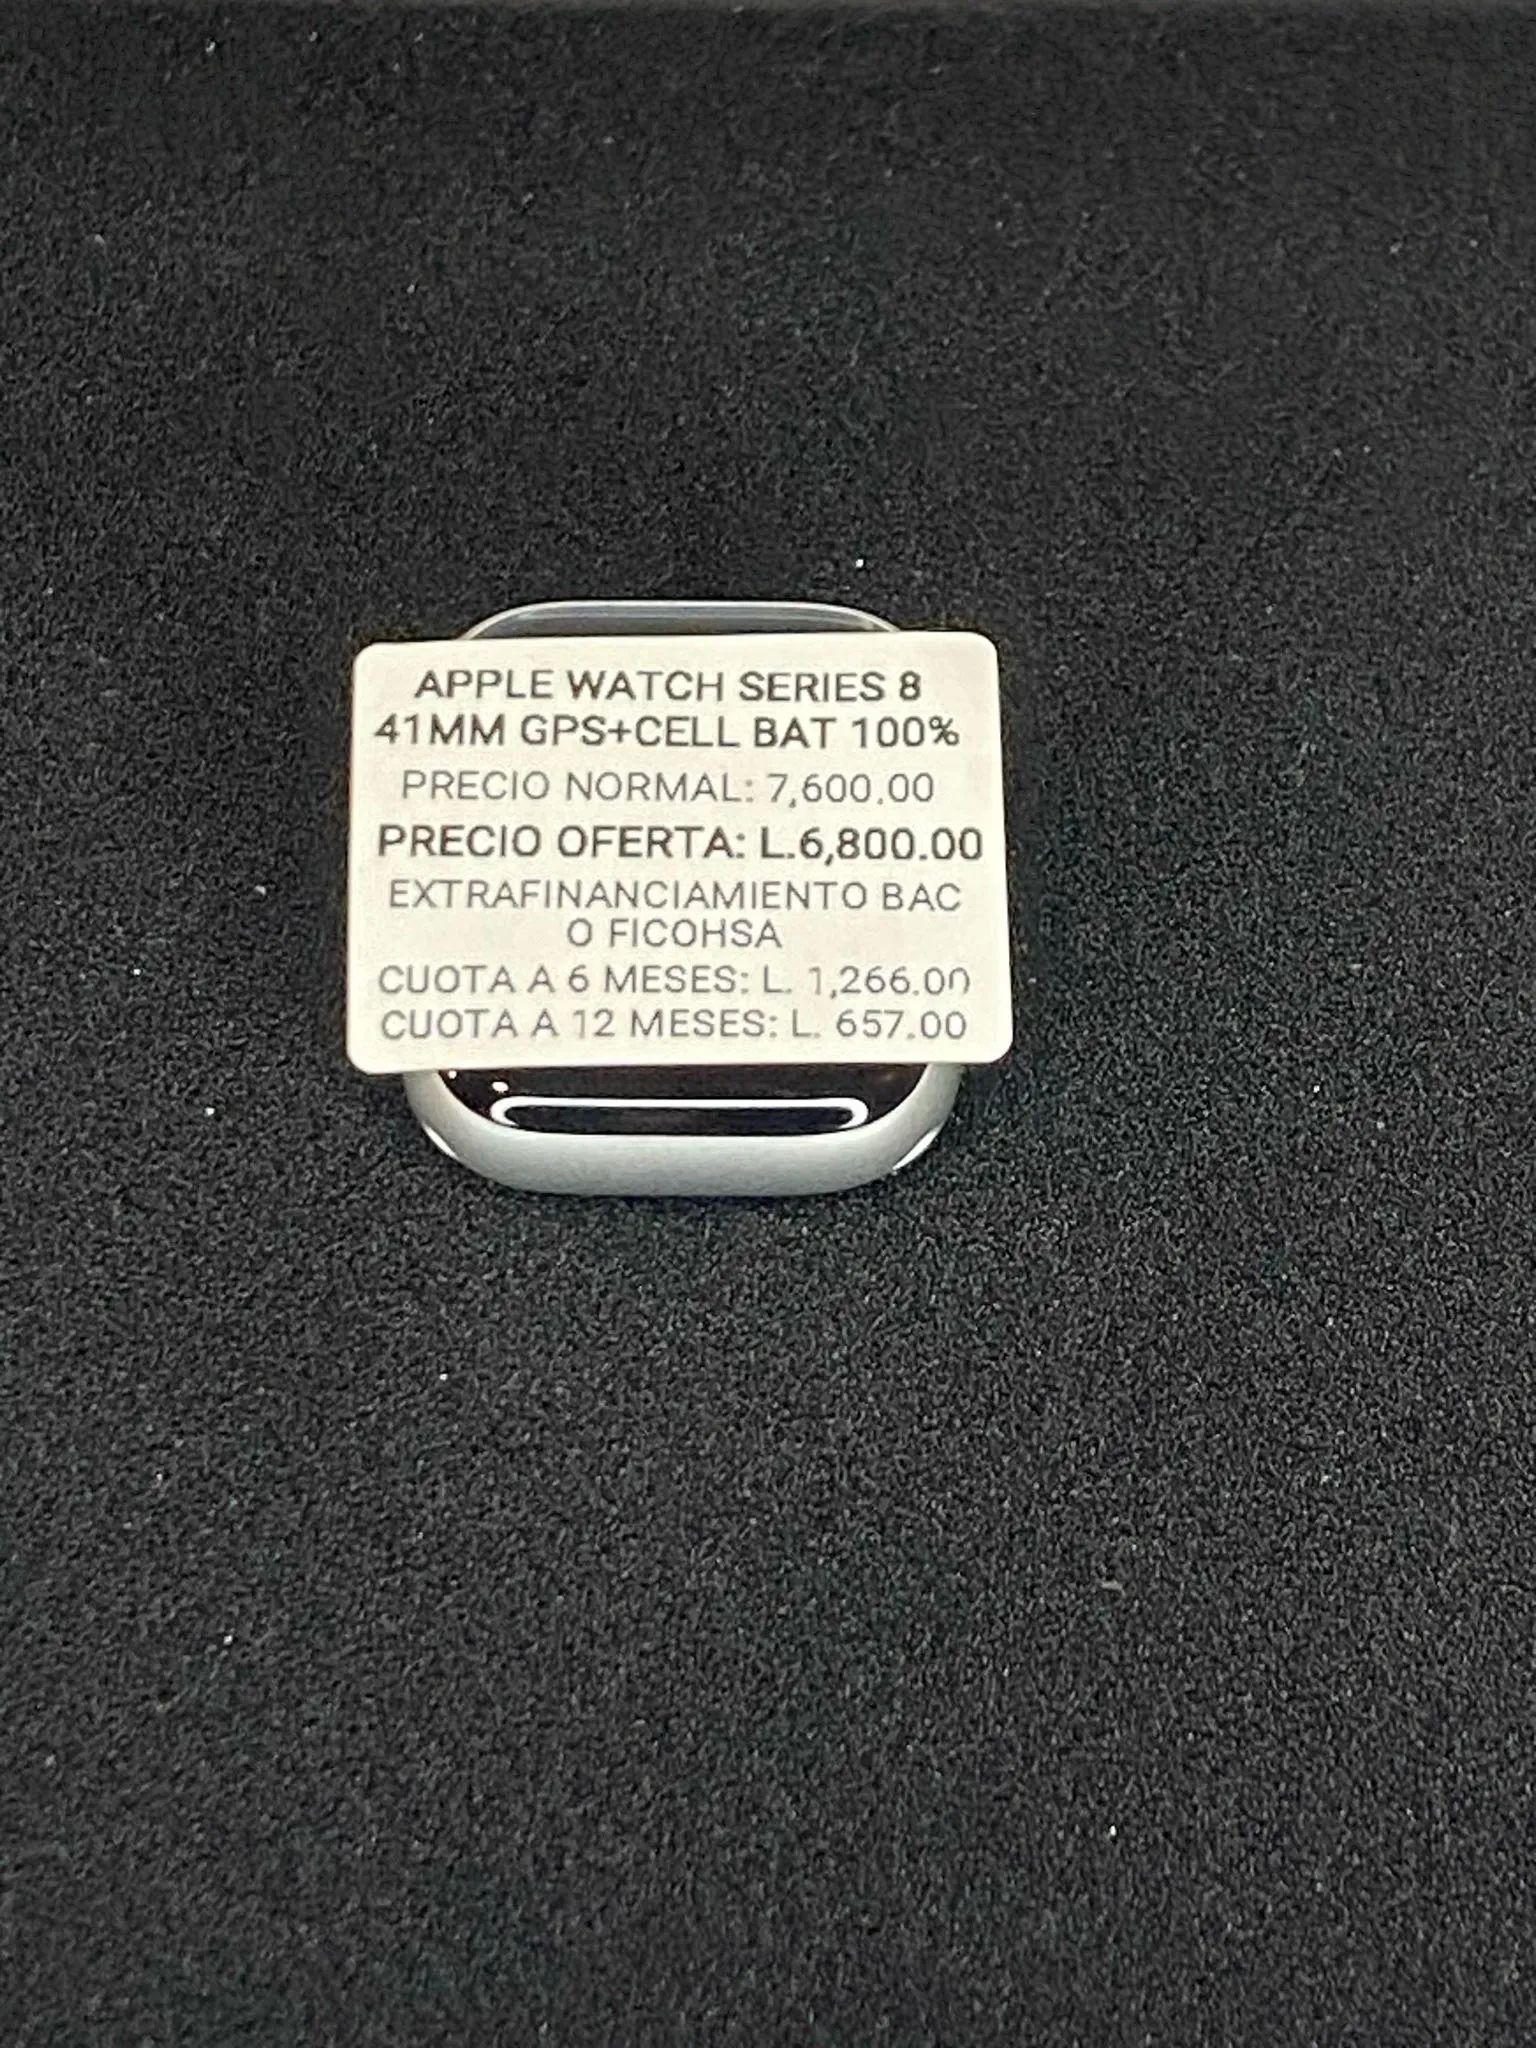 APPLE WATCH SERIES 8
41MM GPS+CELL BAT 100%
PRECIO NORMAL: 7,600.00
PRECIO OFERTA: L.6,800.00
EXTRAFINANCIAMIENTO BAC
O FICOHSA
CUOTA A 6 MESES: L. 1,266.00
CUOTA A 12 MESES: L. 657.00